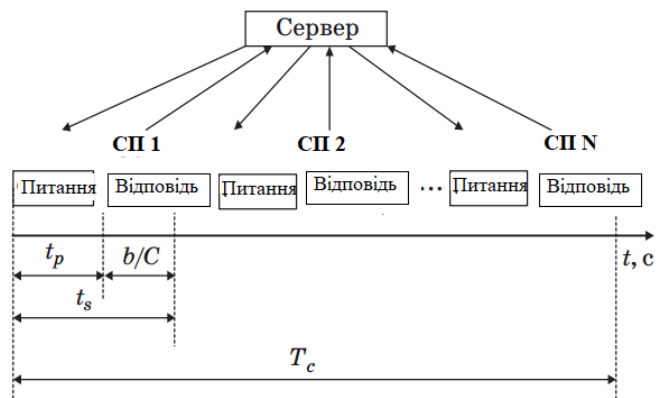 Сервер
СП 1 СП 2 СП N
Питання Відповідь Питання Відповідь ... Питання Відповідь
t_p b/C t, с
t_s
T_c